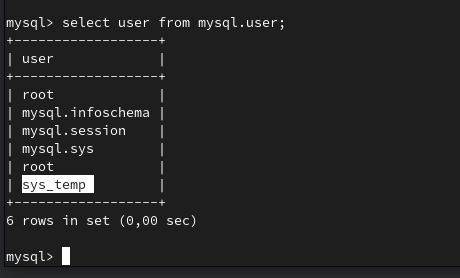 mysql> select user from mysql.user;
+------------------+
| user             |
+------------------+
| root             |
| mysql.infoschema |
| mysql.session    |
| mysql.sys        |
| root             |
| sys_temp         |
+------------------+
6 rows in set (0,00 sec)
mysql>